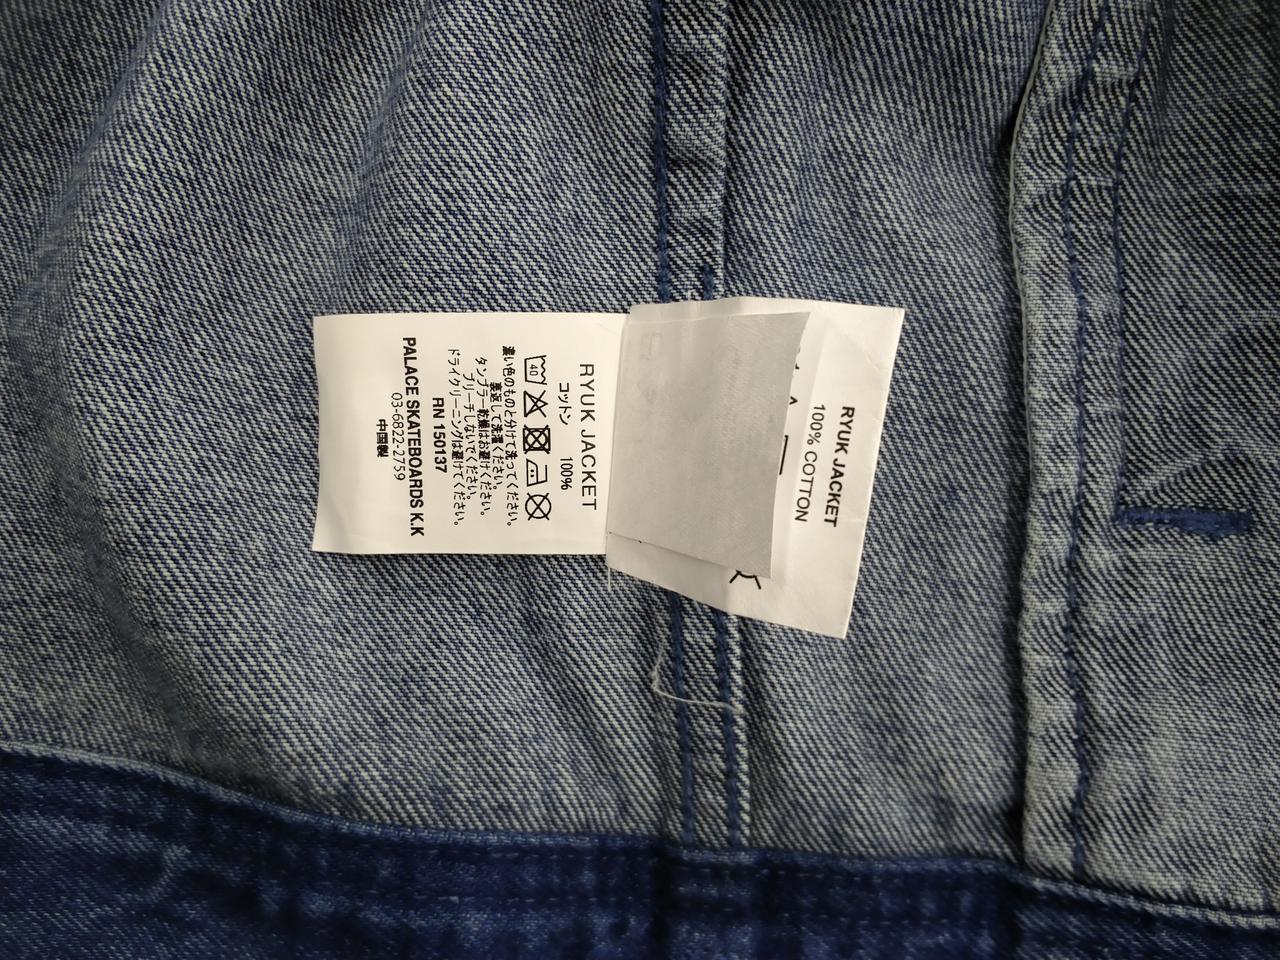 RYUK JACKET
コットン 100%
40
濃い色のものと分けて洗ってください。
裏返して洗濯ください。
タンブラー乾燥はお避けください。
ブリーチしないでください。
ドライクリーニングは避けてください。
RN 150137
PALACE SKATEBOARDS K.K
03-6822-2759
中国製
RYUK JACKET
100% COTTON